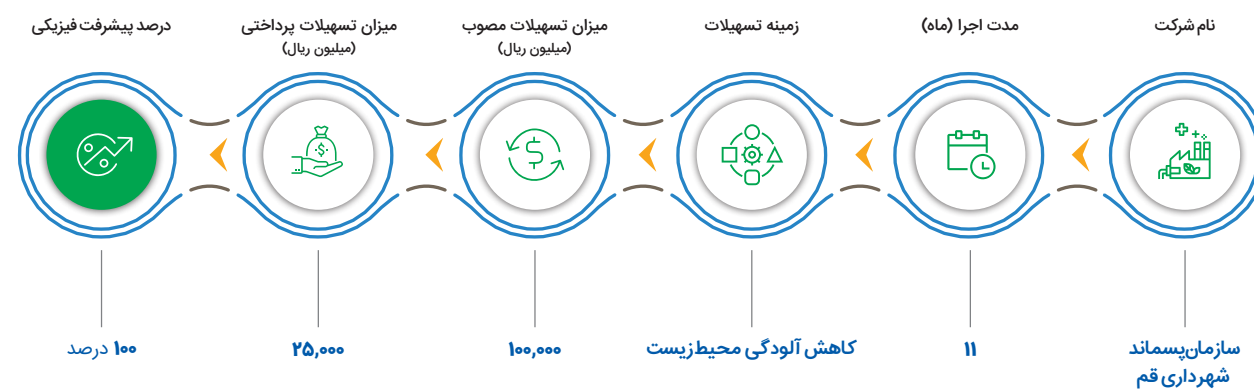 نام شرکت
مدت اجرا (ماه)
زمینه تسهیلات
میزان تسهیلات مصوب
(میلیون ریال)
میزان تسهیلات پرداختی
(میلیون ریال)
درصد پیشرفت فیزیکی
سازمان‌پسماند
شهرداری قم
۱۱
کاهش آلودگی محیط‌زیست
۱۰۰,۰۰۰
۲۵,۰۰۰
۱۰۰ درصد